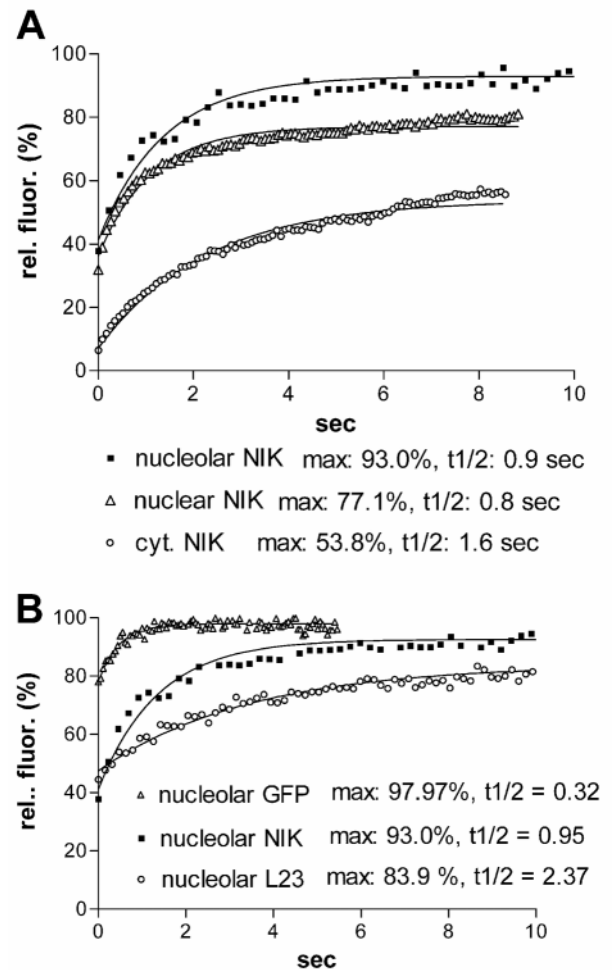 A
rel. fluor. (%)
100
80
60
40
20
0
0 2 4 6 8 10
sec
■ nucleolar NIK max: 93.0%, t1/2: 0.9 sec
△ nuclear NIK max: 77.1%, t1/2: 0.8 sec
○ cyt. NIK max: 53.8%, t1/2: 1.6 sec
B
rel.. fluor. (%)
100
80
60
40
20
0
△ nucleolar GFP max: 97.97%, t1/2 = 0.32
■ nucleolar NIK max: 93.0%, t1/2 = 0.95
○ nucleolar L23 max: 83.9 %, t1/2 = 2.37
0 2 4 6 8 10
sec